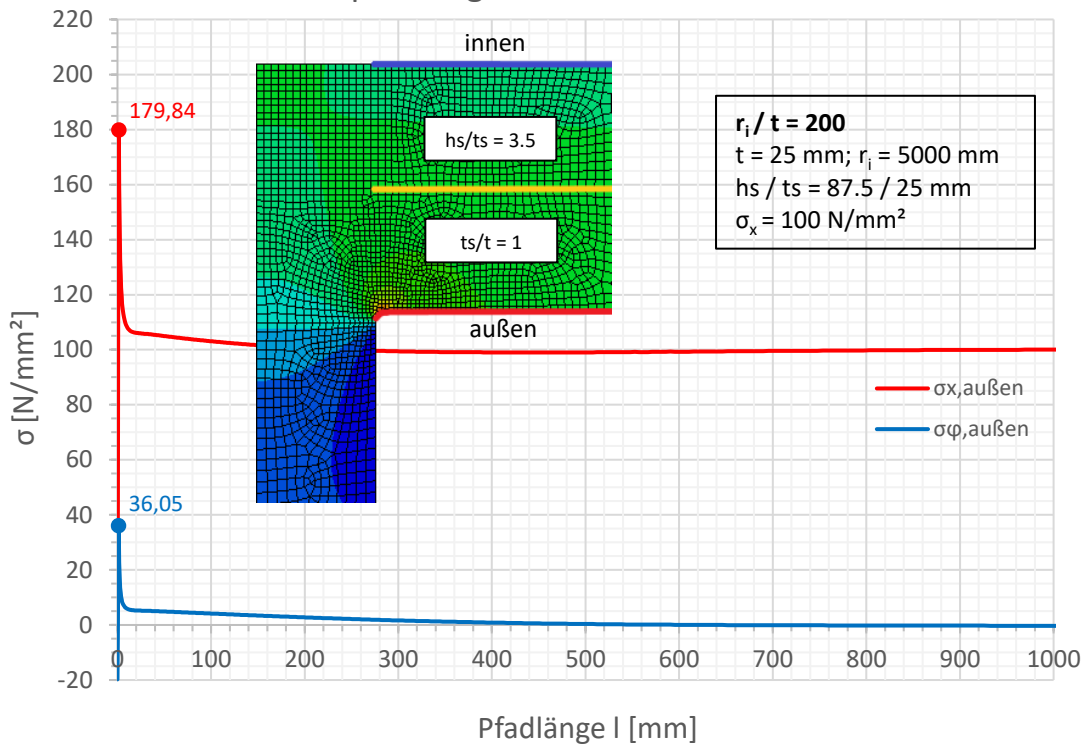 220
200
180
160
140
120
100
80
60
40
20
0
-20
σ [N/mm²]
179,84
36,05
innen
hs/ts = 3.5
ts/t = 1
außen
r_i / t = 200
t = 25 mm; r_i = 5000 mm
hs / ts = 87.5 / 25 mm
σ_x = 100 N/mm²
σx,außen
σφ,außen
0 100 200 300 400 500 600 700 800 900 1000
Pfadlänge l [mm]